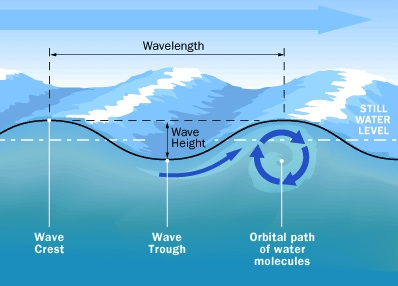 Wavelength
Wave
Height
STILL
WATER
LEVEL
Wave
Crest
Wave
Trough
Orbital path
of water
molecules